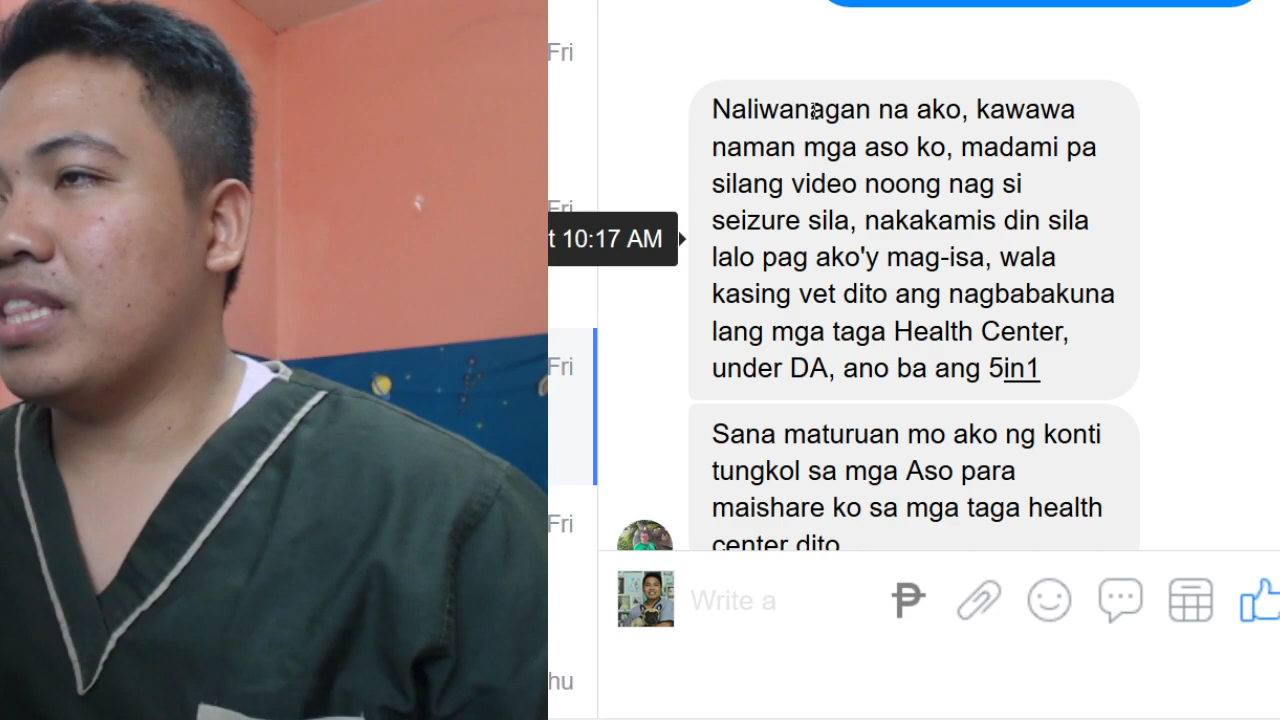 Fri
Naliwanagan na ako, kawawa
naman mga aso ko, madami pa
silang video noong nag si
seizure sila, nakakamis din sila
lalo pag ako'y mag-isa, wala
kasing vet dito ang nagbabakuna
lang mga taga Health Center,
under DA, ano ba ang 5in1
Fri
t 10:17 AM
Fri
Sana maturuan mo ako ng konti
tungkol sa mga Aso para
maishare ko sa mga taga health
center dito
Fri
Write a
hu